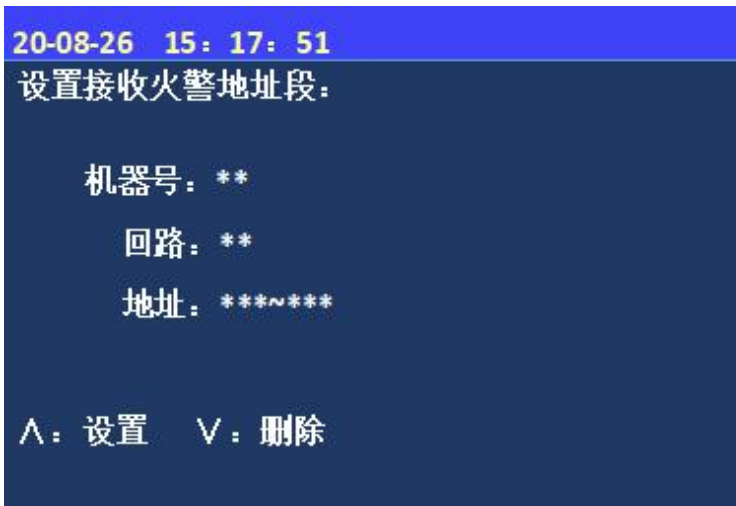 20-08-26 15：17：51
设置接收火警地址段：
机器号：**
回路：**
地址：***~***
∧：设置 ∨：删除